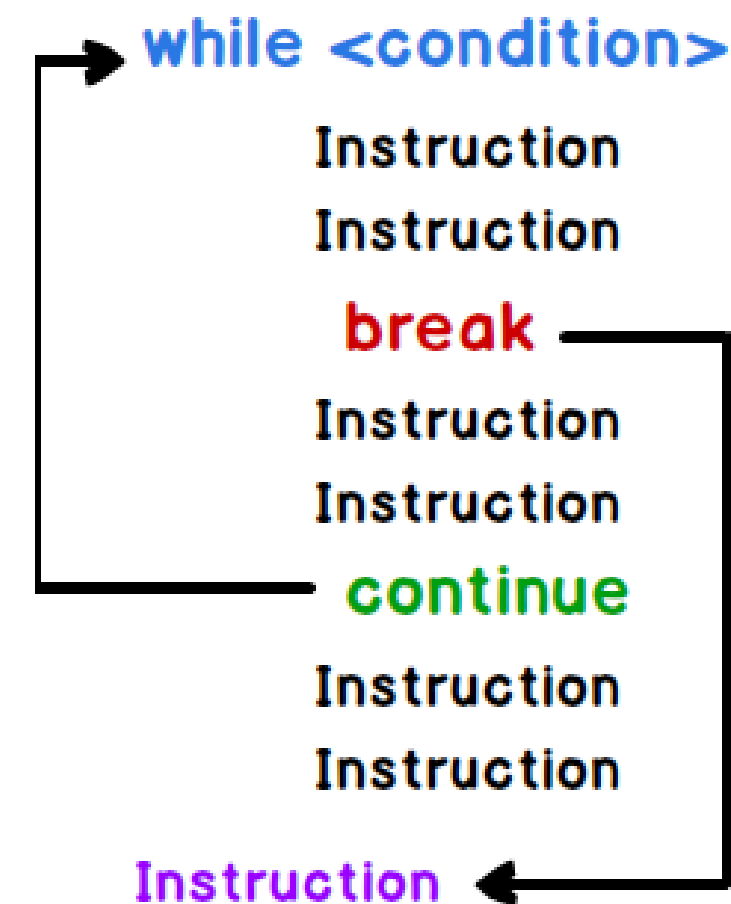 while <condition>
Instruction
Instruction
break
Instruction
Instruction
continue
Instruction
Instruction
Instruction